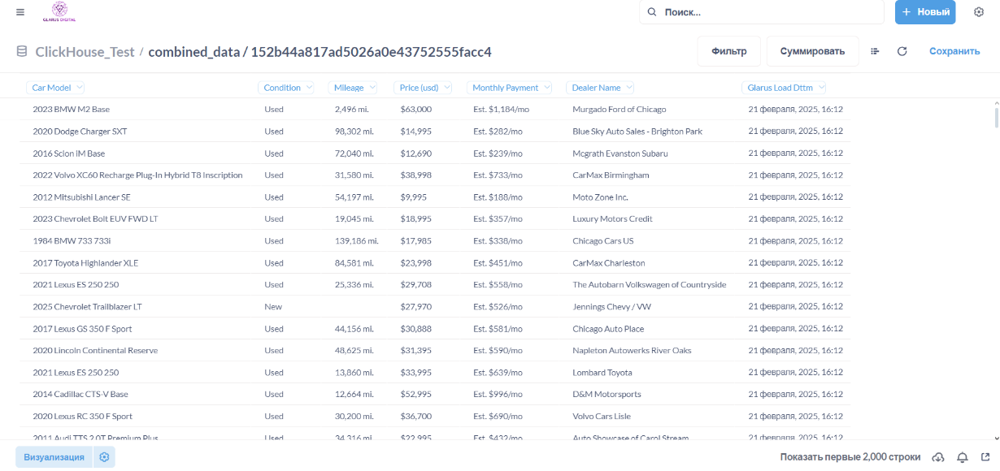 GLARUS DIGITAL
Поиск...
+ Новый
ClickHouse_Test / combined_data / 152b44a817ad5026a0e43752555facc4
Фильтр Суммировать Сохранить
Car Model Condition Mileage Price (usd) Monthly Payment Dealer Name Glarus Load Dttm
2023 BMW M2 Base Used 2,496 mi. $63,000 Est. $1,184/mo Murgado Ford of Chicago 21 февраля, 2025, 16:12
2020 Dodge Charger SXT Used 98,302 mi. $14,995 Est. $282/mo Blue Sky Auto Sales - Brighton Park 21 февраля, 2025, 16:12
2016 Scion iM Base Used 72,040 mi. $12,690 Est. $239/mo Mcgrath Evanston Subaru 21 февраля, 2025, 16:12
2022 Volvo XC60 Recharge Plug-In Hybrid T8 Inscription Used 31,580 mi. $38,998 Est. $733/mo CarMax Birmingham 21 февраля, 2025, 16:12
2012 Mitsubishi Lancer SE Used 54,197 mi. $9,995 Est. $188/mo Moto Zone Inc. 21 февраля, 2025, 16:12
2023 Chevrolet Bolt EUV FWD LT Used 19,045 mi. $18,995 Est. $357/mo Luxury Motors Credit 21 февраля, 2025, 16:12
1984 BMW 733 733i Used 139,186 mi. $17,985 Est. $338/mo Chicago Cars US 21 февраля, 2025, 16:12
2017 Toyota Highlander XLE Used 84,581 mi. $23,998 Est. $451/mo CarMax Charleston 21 февраля, 2025, 16:12
2021 Lexus ES 250 250 Used 25,336 mi. $29,708 Est. $558/mo The Autobarn Volkswagen of Countryside 21 февраля, 2025, 16:12
2025 Chevrolet Trailblazer LT New $27,970 Est. $526/mo Jennings Chevy / VW 21 февраля, 2025, 16:12
2017 Lexus GS 350 F Sport Used 44,156 mi. $30,888 Est. $581/mo Chicago Auto Place 21 февраля, 2025, 16:12
2020 Lincoln Continental Reserve Used 48,625 mi. $31,395 Est. $590/mo Napleton Autowerks River Oaks 21 февраля, 2025, 16:12
2021 Lexus ES 250 250 Used 13,860 mi. $33,995 Est. $639/mo Lombard Toyota 21 февраля, 2025, 16:12
2014 Cadillac CTS-V Base Used 12,664 mi. $52,995 Est. $996/mo D&M Motorsports 21 февраля, 2025, 16:12
2020 Lexus RC 350 F Sport Used 30,200 mi. $36,700 Est. $690/mo Volvo Cars Lisle 21 февраля, 2025, 16:12
2011 Audi TTS 2.0T Premium Plus Used 34,316 mi. $22,995 Est. $432/mo Auto Showcase of Carol Stream 21 февраля, 2025, 16:12
Визуализация Показать первые 2,000 строки